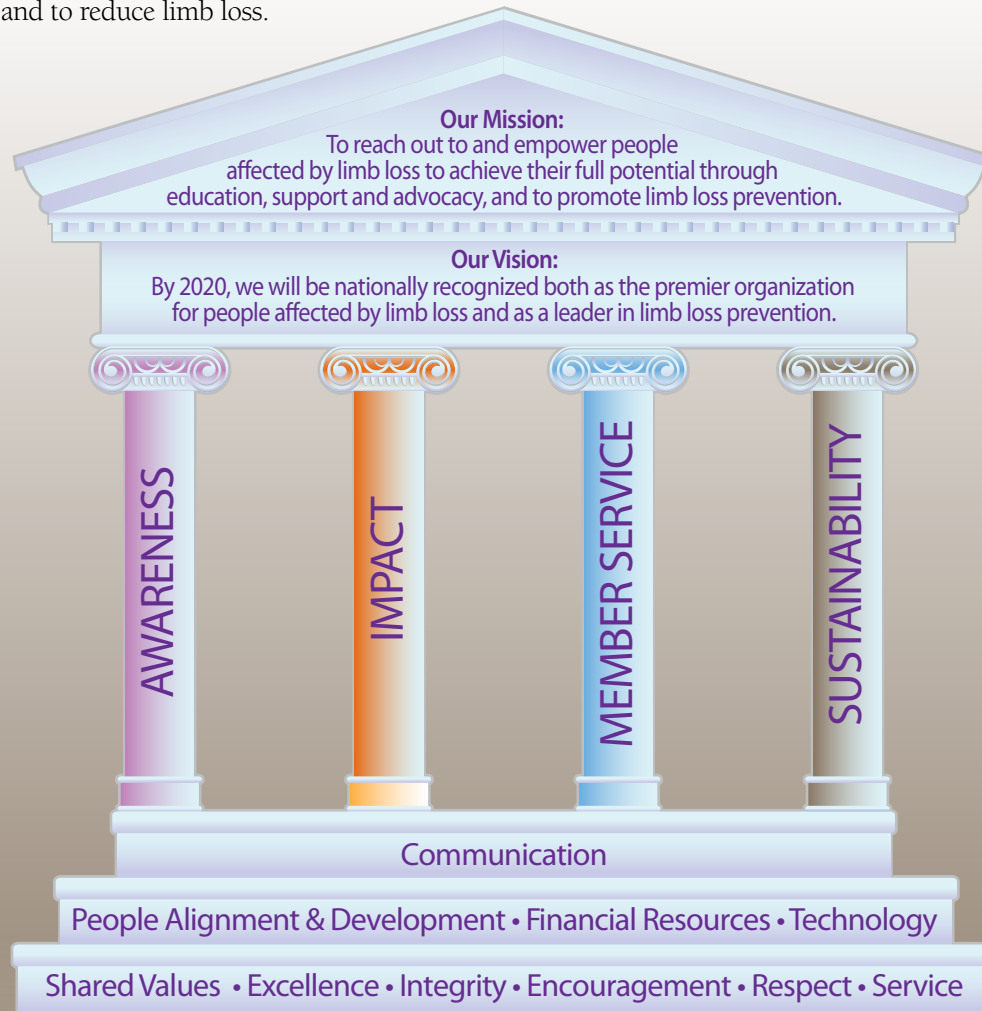 and to reduce limb loss.
Our Mission:
To reach out to and empower people
affected by limb loss to achieve their full potential through
education, support and advocacy, and to promote limb loss prevention.
Our Vision:
By 2020, we will be nationally recognized both as the premier organization
for people affected by limb loss and as a leader in limb loss prevention.
AWARENESS
IMPACT
MEMBER SERVICE
SUSTAINABILITY
Communication
People Alignment & Development • Financial Resources • Technology
Shared Values • Excellence • Integrity • Encouragement • Respect • Service